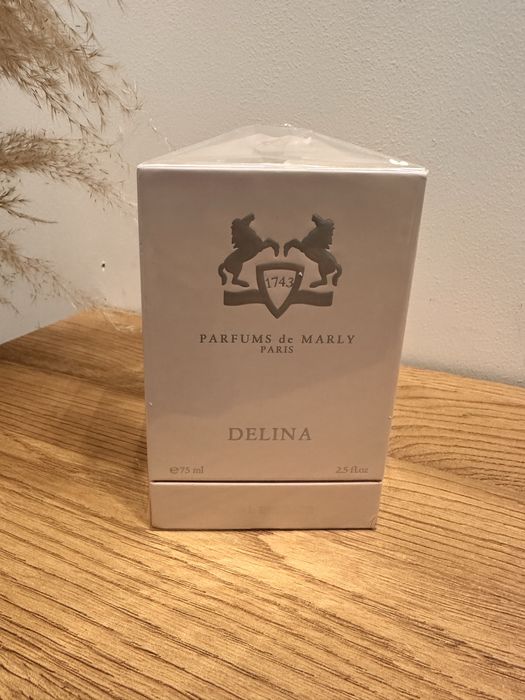 1743
PARFUMS de MARLY
PARIS
DELINA
℮75 ml 2.5 fl.oz